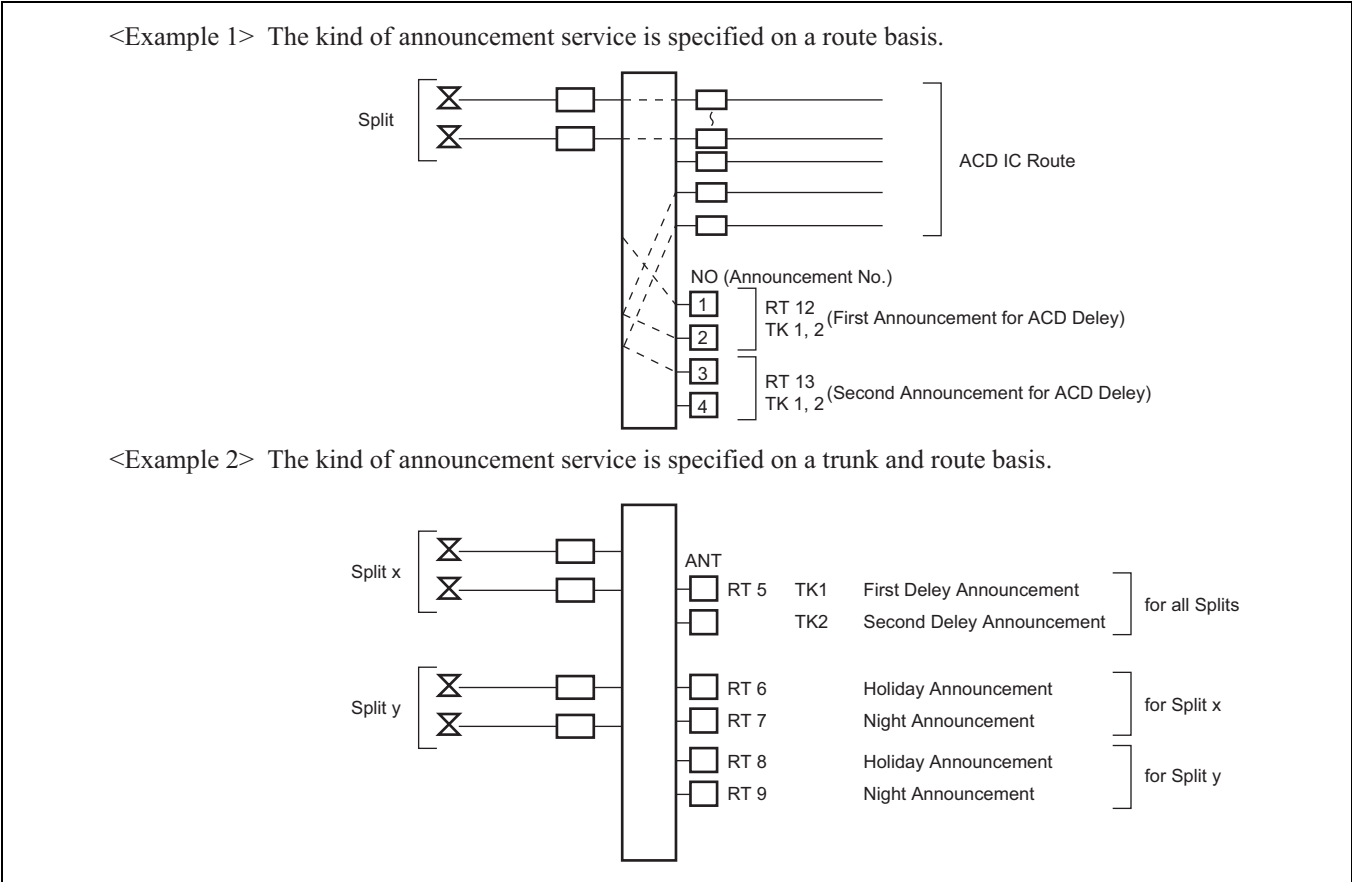 <Example 1> The kind of announcement service is specified on a route basis.
Split
ACD IC Route
NO (Announcement No.)
1
2
RT 12
TK 1, 2
(First Announcement for ACD Deley)
3
4
RT 13
TK 1, 2
(Second Announcement for ACD Deley)
<Example 2> The kind of announcement service is specified on a trunk and route basis.
Split x
Split y
ANT
RT 5 TK1 First Deley Announcement
TK2 Second Deley Announcement
for all Splits
RT 6 Holiday Announcement
RT 7 Night Announcement
for Split x
RT 8 Holiday Announcement
RT 9 Night Announcement
for Split y